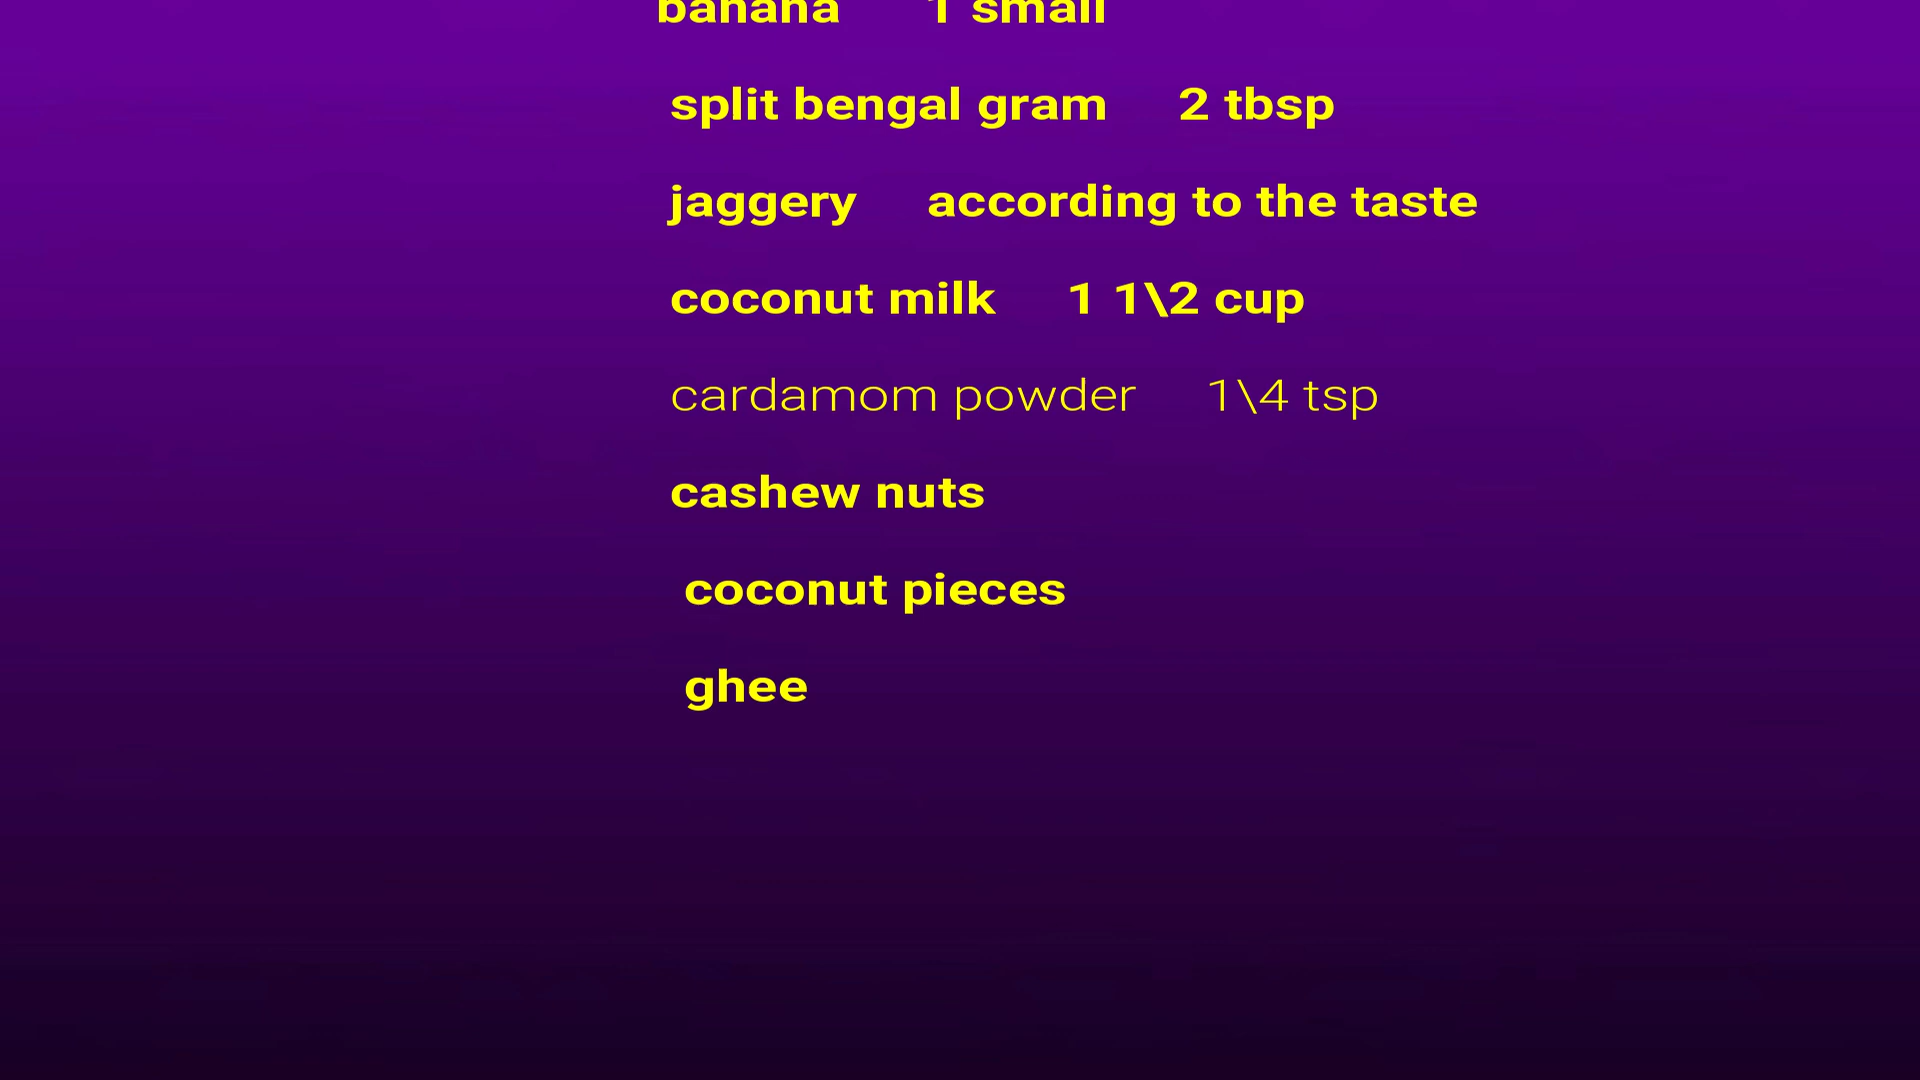 banana 1 small
split bengal gram 2 tbsp
jaggery according to the taste
coconut milk 1 1\2 cup
cardamom powder 1\4 tsp
cashew nuts
coconut pieces
ghee